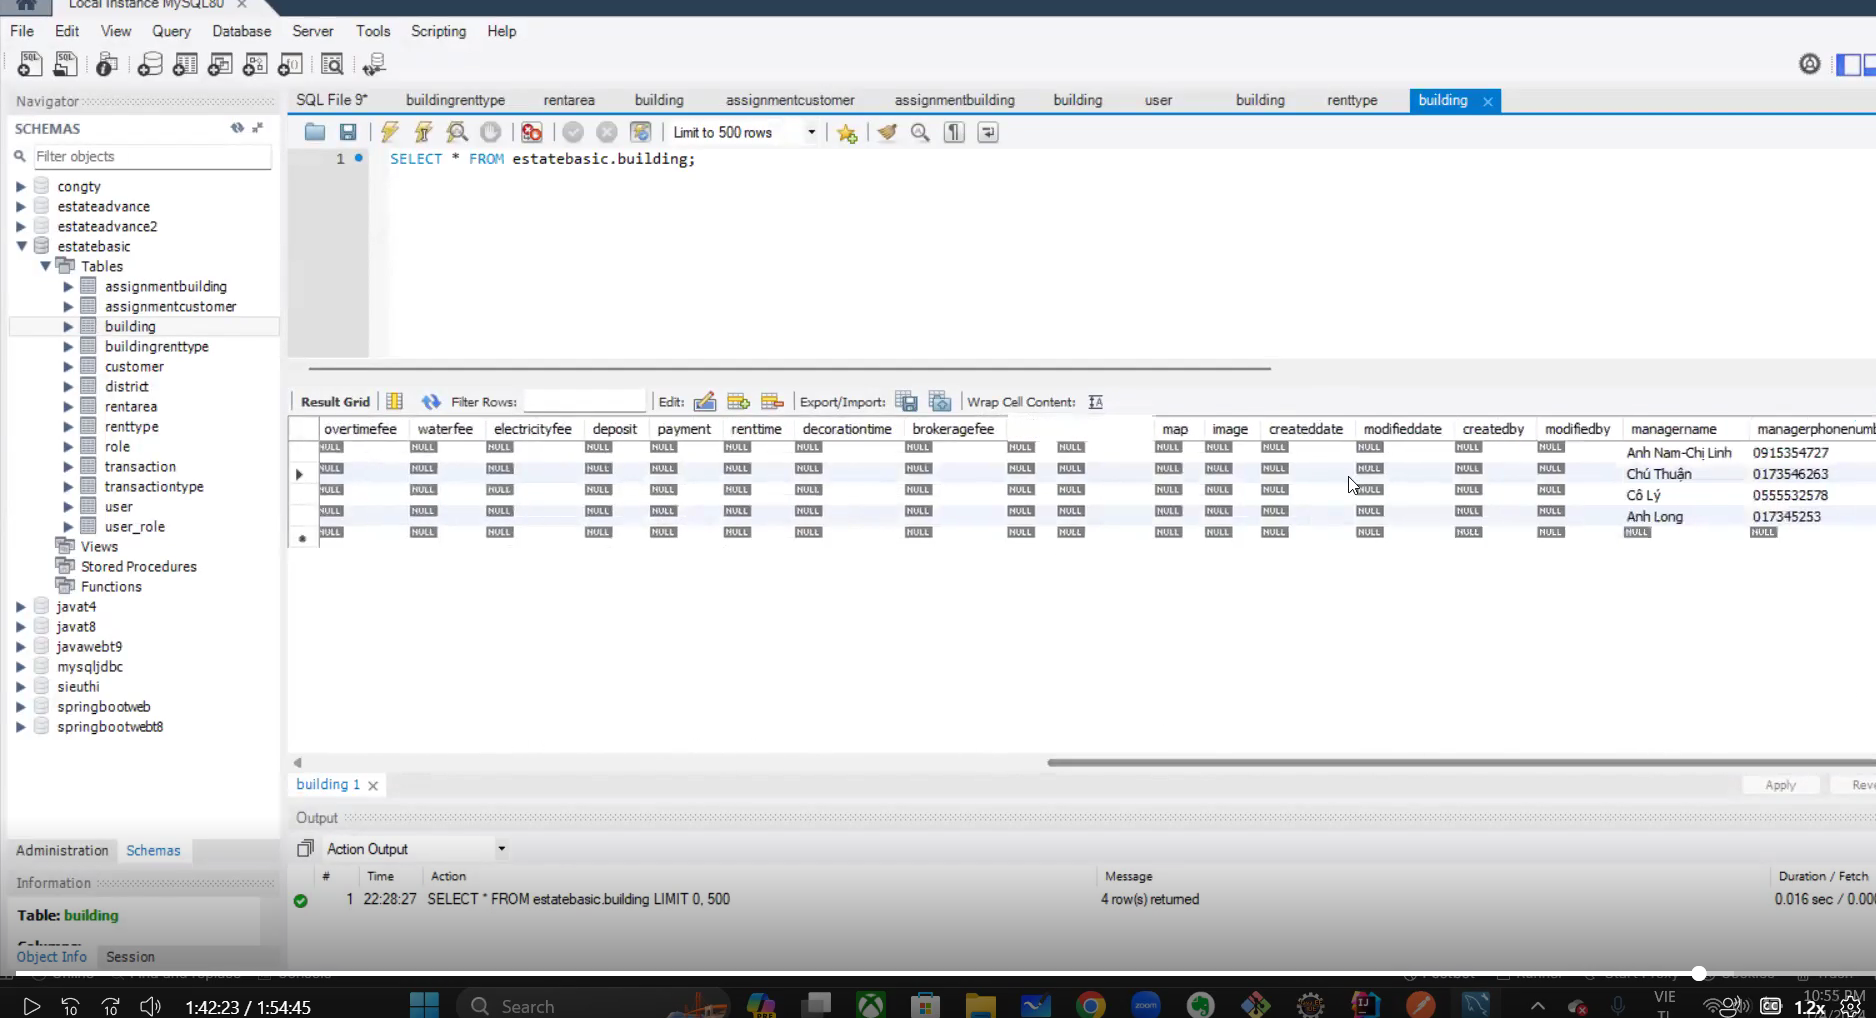 Local Instance MySQL80
File Edit View Query Database Server Tools Scripting Help
Navigator
SCHEMAS
Filter objects
congty
estateadvance
estateadvance2
estatebasic
Tables
assignmentbuilding
assignmentcustomer
building
buildingrenttype
customer
district
rentarea
renttype
role
transaction
transactiontype
user
user_role
Views
Stored Procedures
Functions
javat4
javat8
javawebt9
mysqljdbc
sieuthi
springbootweb
springbootwebt8
Administration Schemas
Information
Table: building
Object Info Session
SQL File 9* buildingrenttype rentarea building assignmentcustomer assignmentbuilding building user building renttype building
Limit to 500 rows
1 SELECT * FROM estatebasic.building;
Result Grid Filter Rows: Edit: Export/Import: Wrap Cell Content:
overtimefee waterfee electricityfee deposit payment renttime decorationtime brokeragefee map image createddate modifieddate createdby modifiedby managername managerphonenumb
NULL NULL NULL NULL NULL NULL NULL NULL NULL NULL NULL NULL NULL NULL NULL NULL Anh Nam-Chị Linh 0915354727
NULL NULL NULL NULL NULL NULL NULL NULL NULL NULL NULL NULL NULL NULL NULL NULL Chú Thuận 0173546263
NULL NULL NULL NULL NULL NULL NULL NULL NULL NULL NULL NULL NULL NULL NULL NULL Cô Lý 0555532578
NULL NULL NULL NULL NULL NULL NULL NULL NULL NULL NULL NULL NULL NULL NULL NULL Anh Long 017345253
NULL NULL NULL NULL NULL NULL NULL NULL NULL NULL NULL NULL NULL NULL NULL NULL NULL NULL
building 1
Apply Reve
Output
Action Output
# Time Action Message Duration / Fetch
1 22:28:27 SELECT * FROM estatebasic.building LIMIT 0, 500 4 row(s) returned 0.016 sec / 0.000
1:42:23 / 1:54:45
Search
zoom
VIE
10:55 PM
CC
1.2x